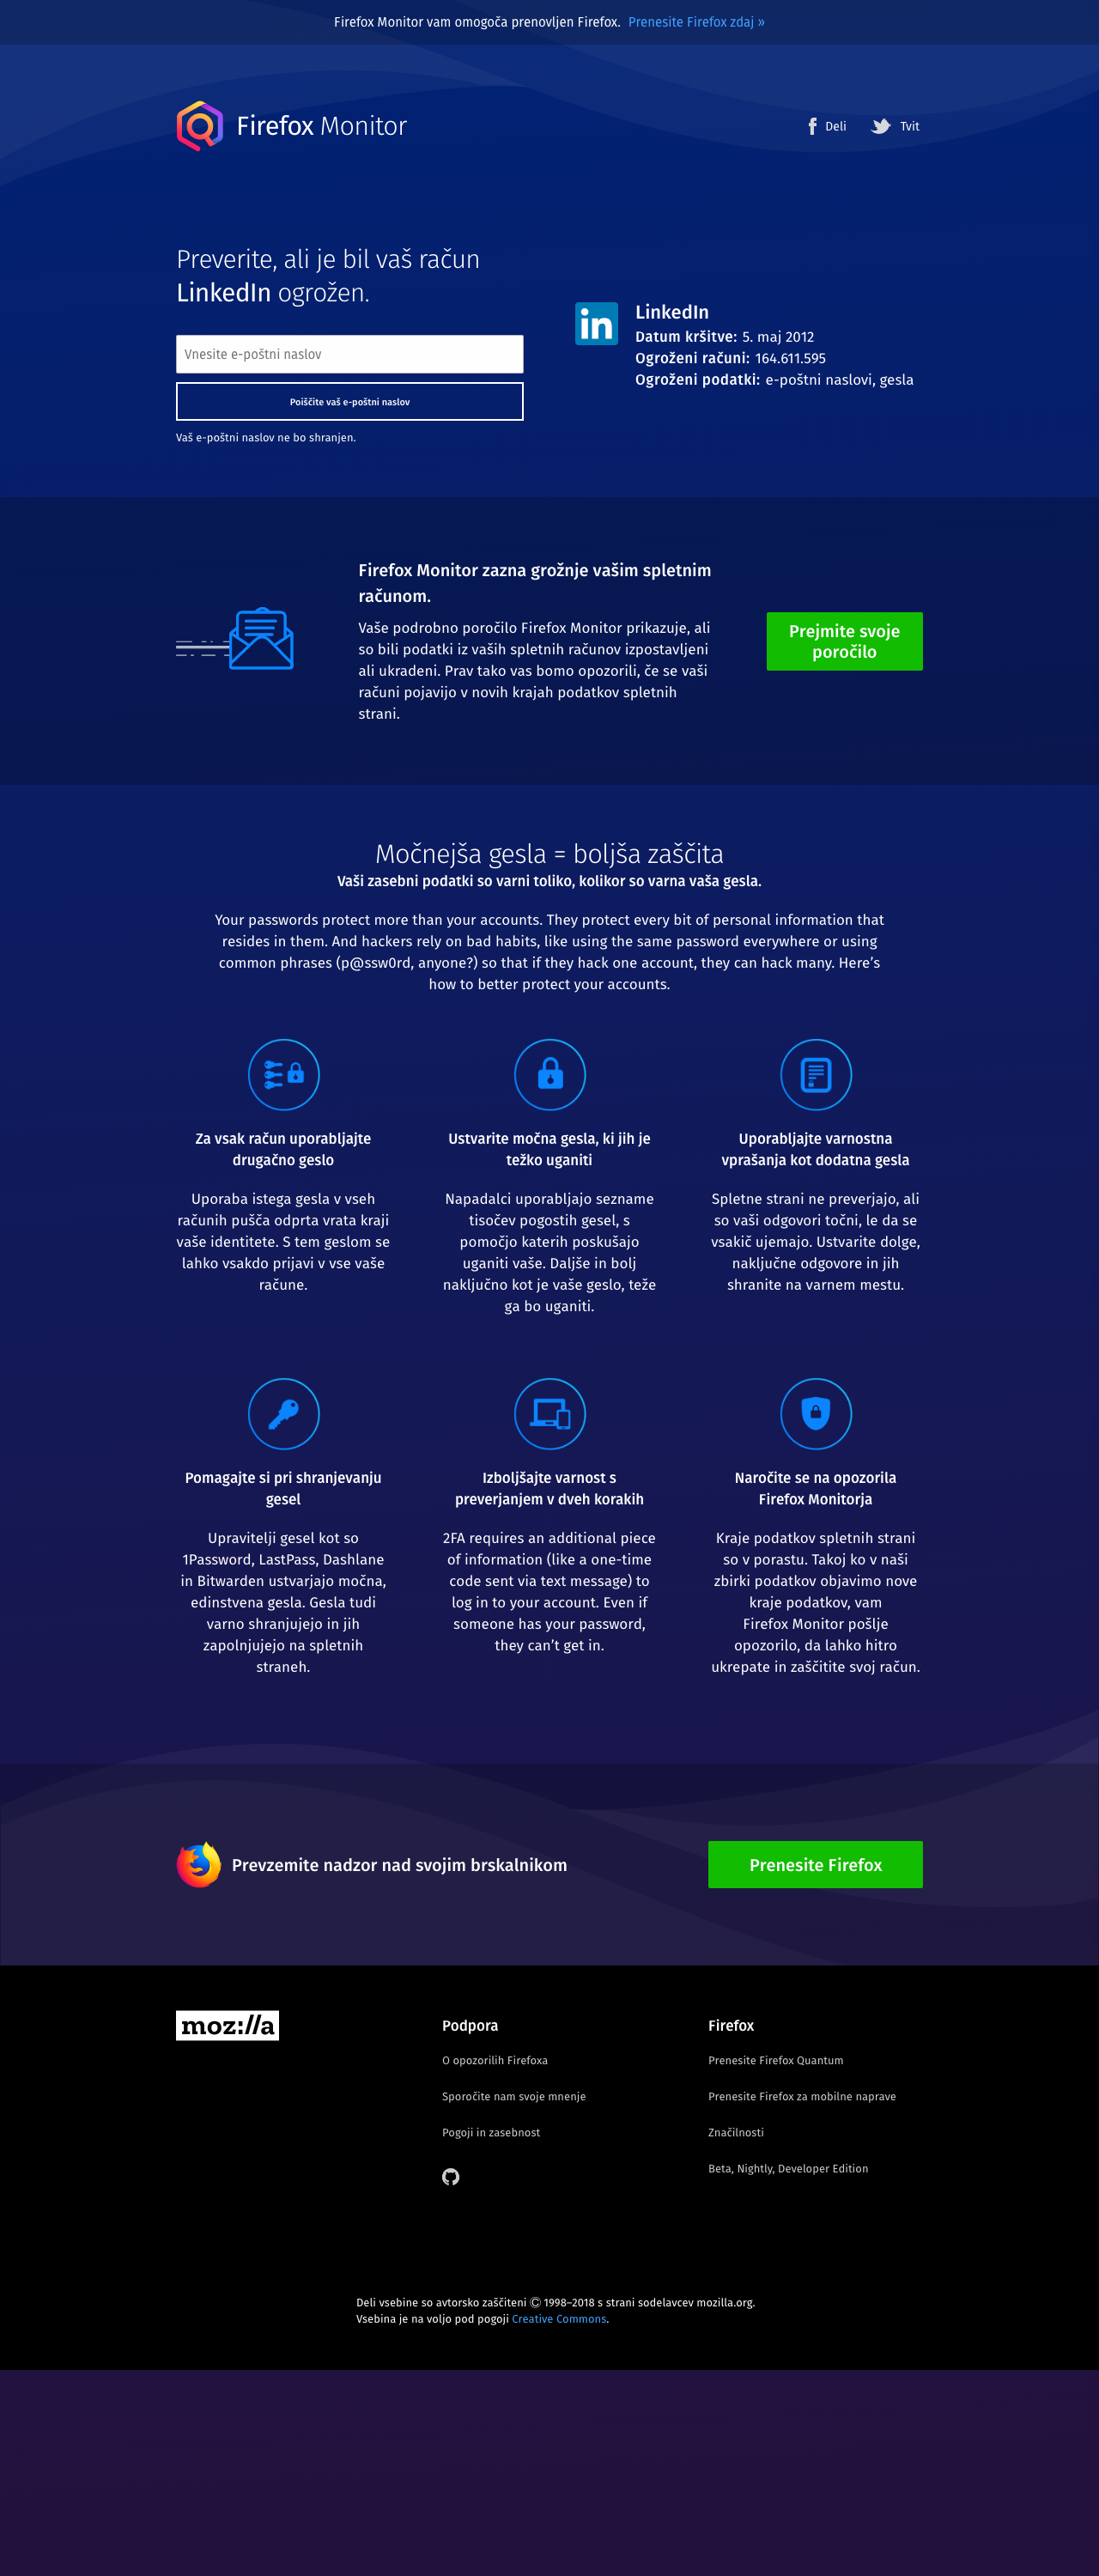 Firefox Monitor vam omogoča prenovljen Firefox. Prenesite Firefox zdaj »
Firefox Monitor
Deli
Tvit
Preverite, ali je bil vaš račun
LinkedIn ogrožen.
Vnesite e-poštni naslov
Poiščite vaš e-poštni naslov
Vaš e-poštni naslov ne bo shranjen.
in
LinkedIn
Datum kršitve: 5. maj 2012
Ogroženi računi: 164.611.595
Ogroženi podatki: e-poštni naslovi, gesla
Firefox Monitor zazna grožnje vašim spletnim
računom.
Vaše podrobno poročilo Firefox Monitor prikazuje, ali
so bili podatki iz vaših spletnih računov izpostavljeni
ali ukradeni. Prav tako vas bomo opozorili, če se vaši
računi pojavijo v novih krajah podatkov spletnih
strani.
Prejmite svoje
poročilo
Močnejša gesla = boljša zaščita
Vaši zasebni podatki so varni toliko, kolikor so varna vaša gesla.
Your passwords protect more than your accounts. They protect every bit of personal information that
resides in them. And hackers rely on bad habits, like using the same password everywhere or using
common phrases (p@ssw0rd, anyone?) so that if they hack one account, they can hack many. Here’s
how to better protect your accounts.
Za vsak račun uporabljajte
drugačno geslo
Uporaba istega gesla v vseh
računih pušča odprta vrata kraji
vaše identitete. S tem geslom se
lahko vsakdo prijavi v vse vaše
račune.
Ustvarite močna gesla, ki jih je
težko uganiti
Napadalci uporabljajo sezname
tisočev pogostih gesel, s
pomočjo katerih poskušajo
uganiti vaše. Daljše in bolj
naključno kot je vaše geslo, teže
ga bo uganiti.
Uporabljajte varnostna
vprašanja kot dodatna gesla
Spletne strani ne preverjajo, ali
so vaši odgovori točni, le da se
vsakič ujemajo. Ustvarite dolge,
naključne odgovore in jih
shranite na varnem mestu.
Pomagajte si pri shranjevanju
gesel
Upravitelji gesel kot so
1Password, LastPass, Dashlane
in Bitwarden ustvarjajo močna,
edinstvena gesla. Gesla tudi
varno shranjujejo in jih
zapolnjujejo na spletnih
straneh.
Izboljšajte varnost s
preverjanjem v dveh korakih
2FA requires an additional piece
of information (like a one-time
code sent via text message) to
log in to your account. Even if
someone has your password,
they can’t get in.
Naročite se na opozorila
Firefox Monitorja
Kraje podatkov spletnih strani
so v porastu. Takoj ko v naši
zbirki podatkov objavimo nove
kraje podatkov, vam
Firefox Monitor pošlje
opozorilo, da lahko hitro
ukrepate in zaščitite svoj račun.
Prevzemite nadzor nad svojim brskalnikom
Prenesite Firefox
moz://a
Podpora
O opozorilih Firefoxa
Sporočite nam svoje mnenje
Pogoji in zasebnost
Firefox
Prenesite Firefox Quantum
Prenesite Firefox za mobilne naprave
Značilnosti
Beta, Nightly, Developer Edition
Deli vsebine so avtorsko zaščiteni © 1998–2018 s strani sodelavcev mozilla.org.
Vsebina je na voljo pod pogoji Creative Commons.